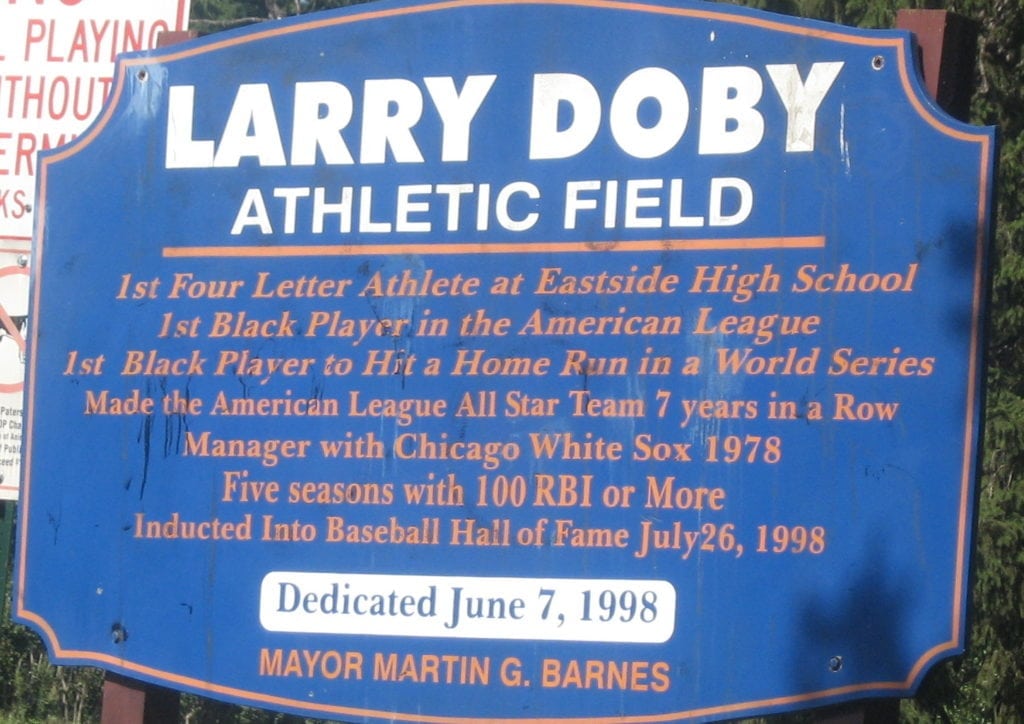 PLAYING
LARRY DOBY
ATHLETIC FIELD
1st Four Letter Athlete at Eastside High School
1st Black Player in the American League
1st Black Player to Hit a Home Run in a World Series
Made the American League All Star Team 7 years in a Row
Manager with Chicago White Sox 1978
Five seasons with 100 RBI or More
Inducted Into Baseball Hall of Fame July26, 1998
Dedicated June 7, 1998
MAYOR MARTIN G. BARNES